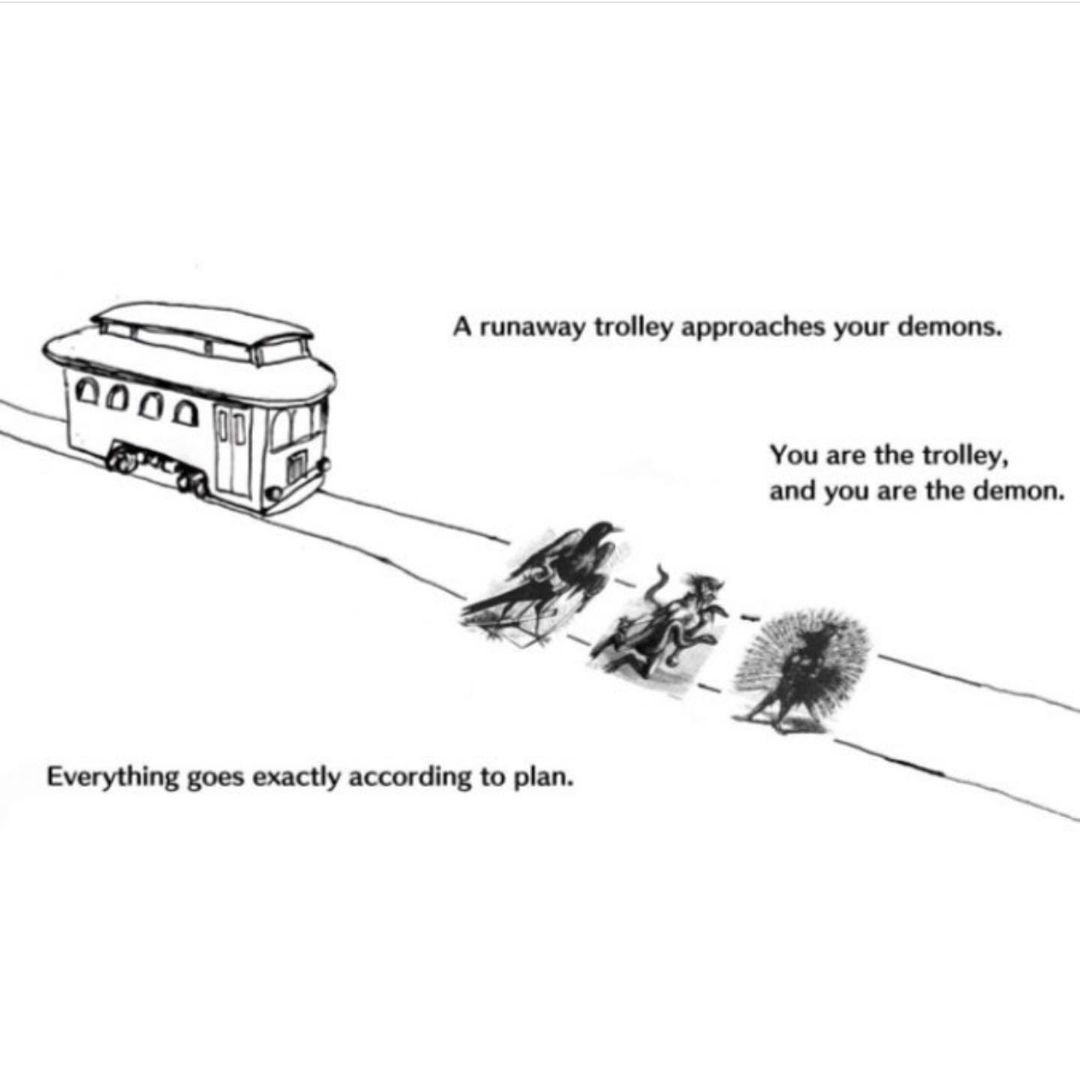 A runaway trolley approaches your demons.
You are the trolley,
and you are the demon.
Everything goes exactly according to plan.